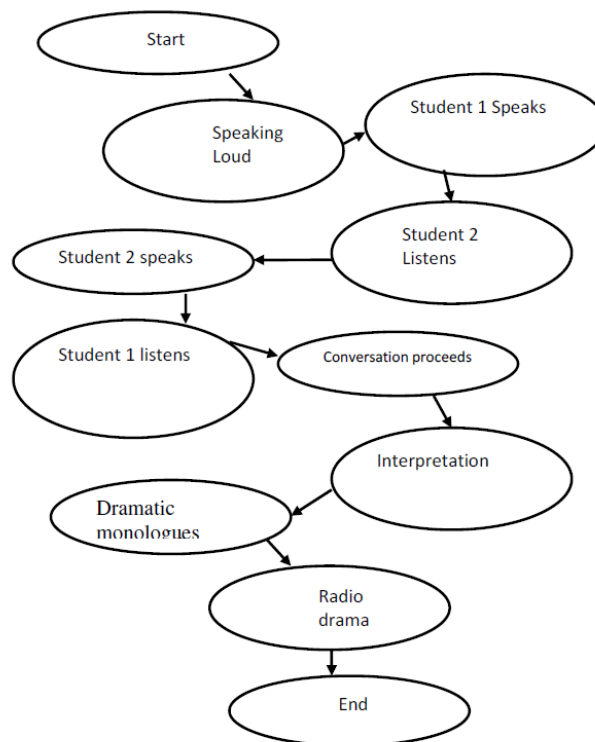 Start
Speaking
Loud
Student 1 Speaks
Student 2
Listens
Student 2 speaks
Student 1 listens
Conversation proceeds
Interpretation
Dramatic
monologues
Radio
drama
End